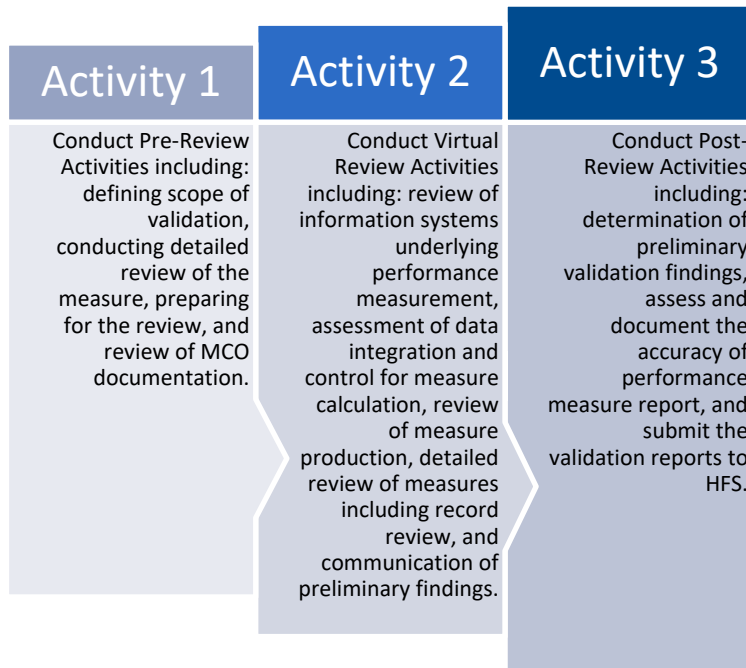 Activity 1
Conduct Pre-Review
Activities including:
defining scope of
validation,
conducting detailed
review of the
measure, preparing
for the review, and
review of MCO
documentation.
Activity 2
Conduct Virtual
Review Activities
including: review of
information systems
underlying
performance
measurement,
assessment of data
integration and
control for measure
calculation, review
of measure
production, detailed
review of measures
including record
review, and
communication of
preliminary findings.
Activity 3
Conduct Post-
Review Activities
including:
determination of
preliminary
validation findings,
assess and
document the
accuracy of
performance
measure report, and
submit the
validation reports to
HFS.